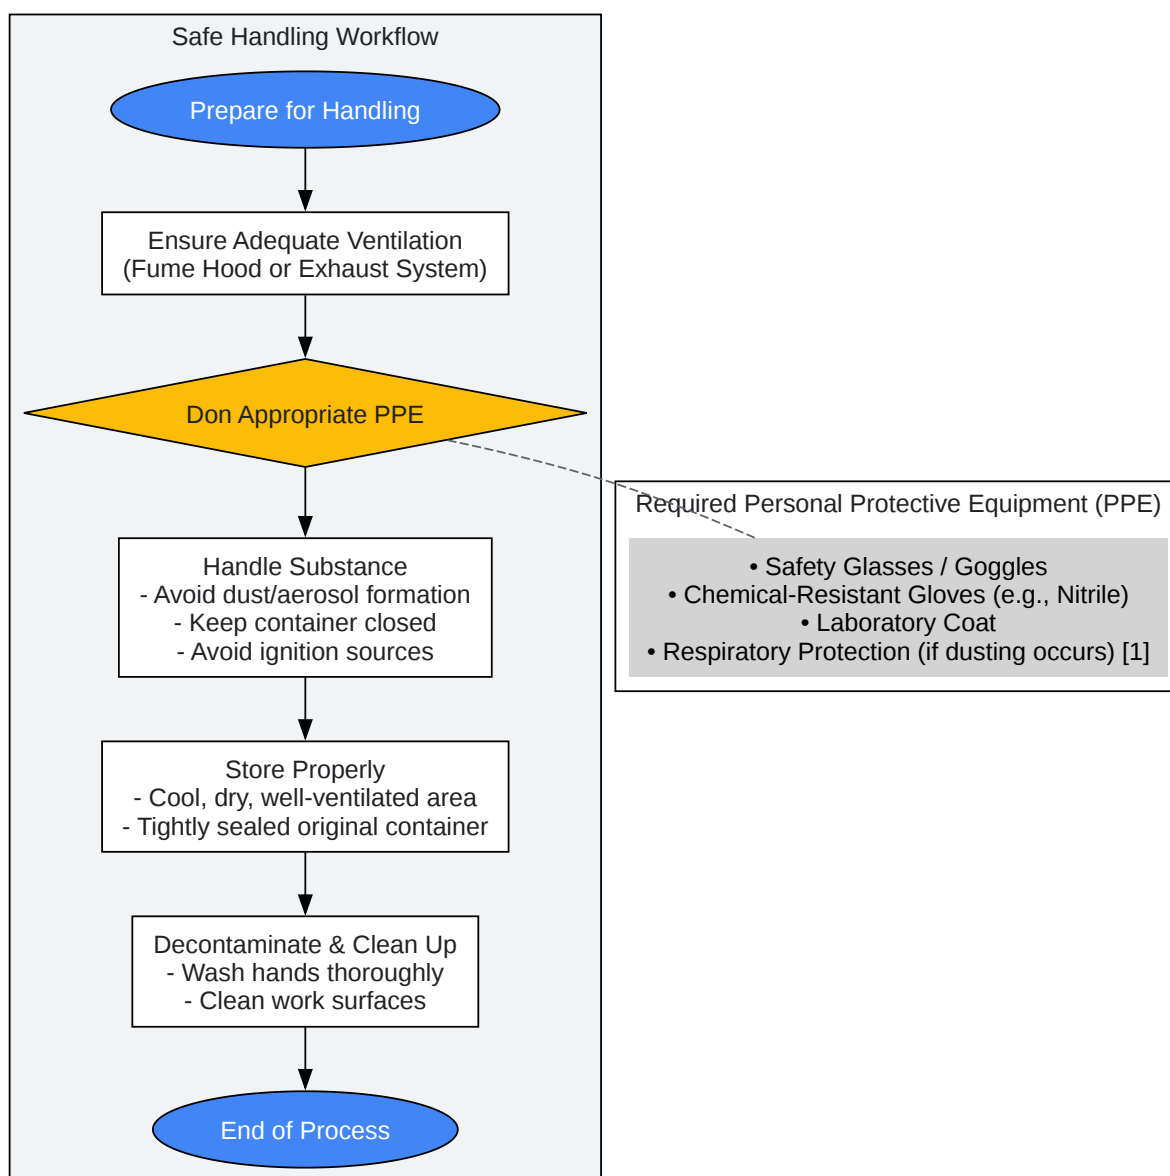 Safe Handling Workflow
Prepare for Handling
Ensure Adequate Ventilation
(Fume Hood or Exhaust System)
Don Appropriate PPE
Required Personal Protective Equipment (PPE)
• Safety Glasses / Goggles
• Chemical-Resistant Gloves (e.g., Nitrile)
• Laboratory Coat
• Respiratory Protection (if dusting occurs) [1]
Handle Substance
- Avoid dust/aerosol formation
- Keep container closed
- Avoid ignition sources
Store Properly
- Cool, dry, well-ventilated area
- Tightly sealed original container
Decontaminate & Clean Up
- Wash hands thoroughly
- Clean work surfaces
End of Process